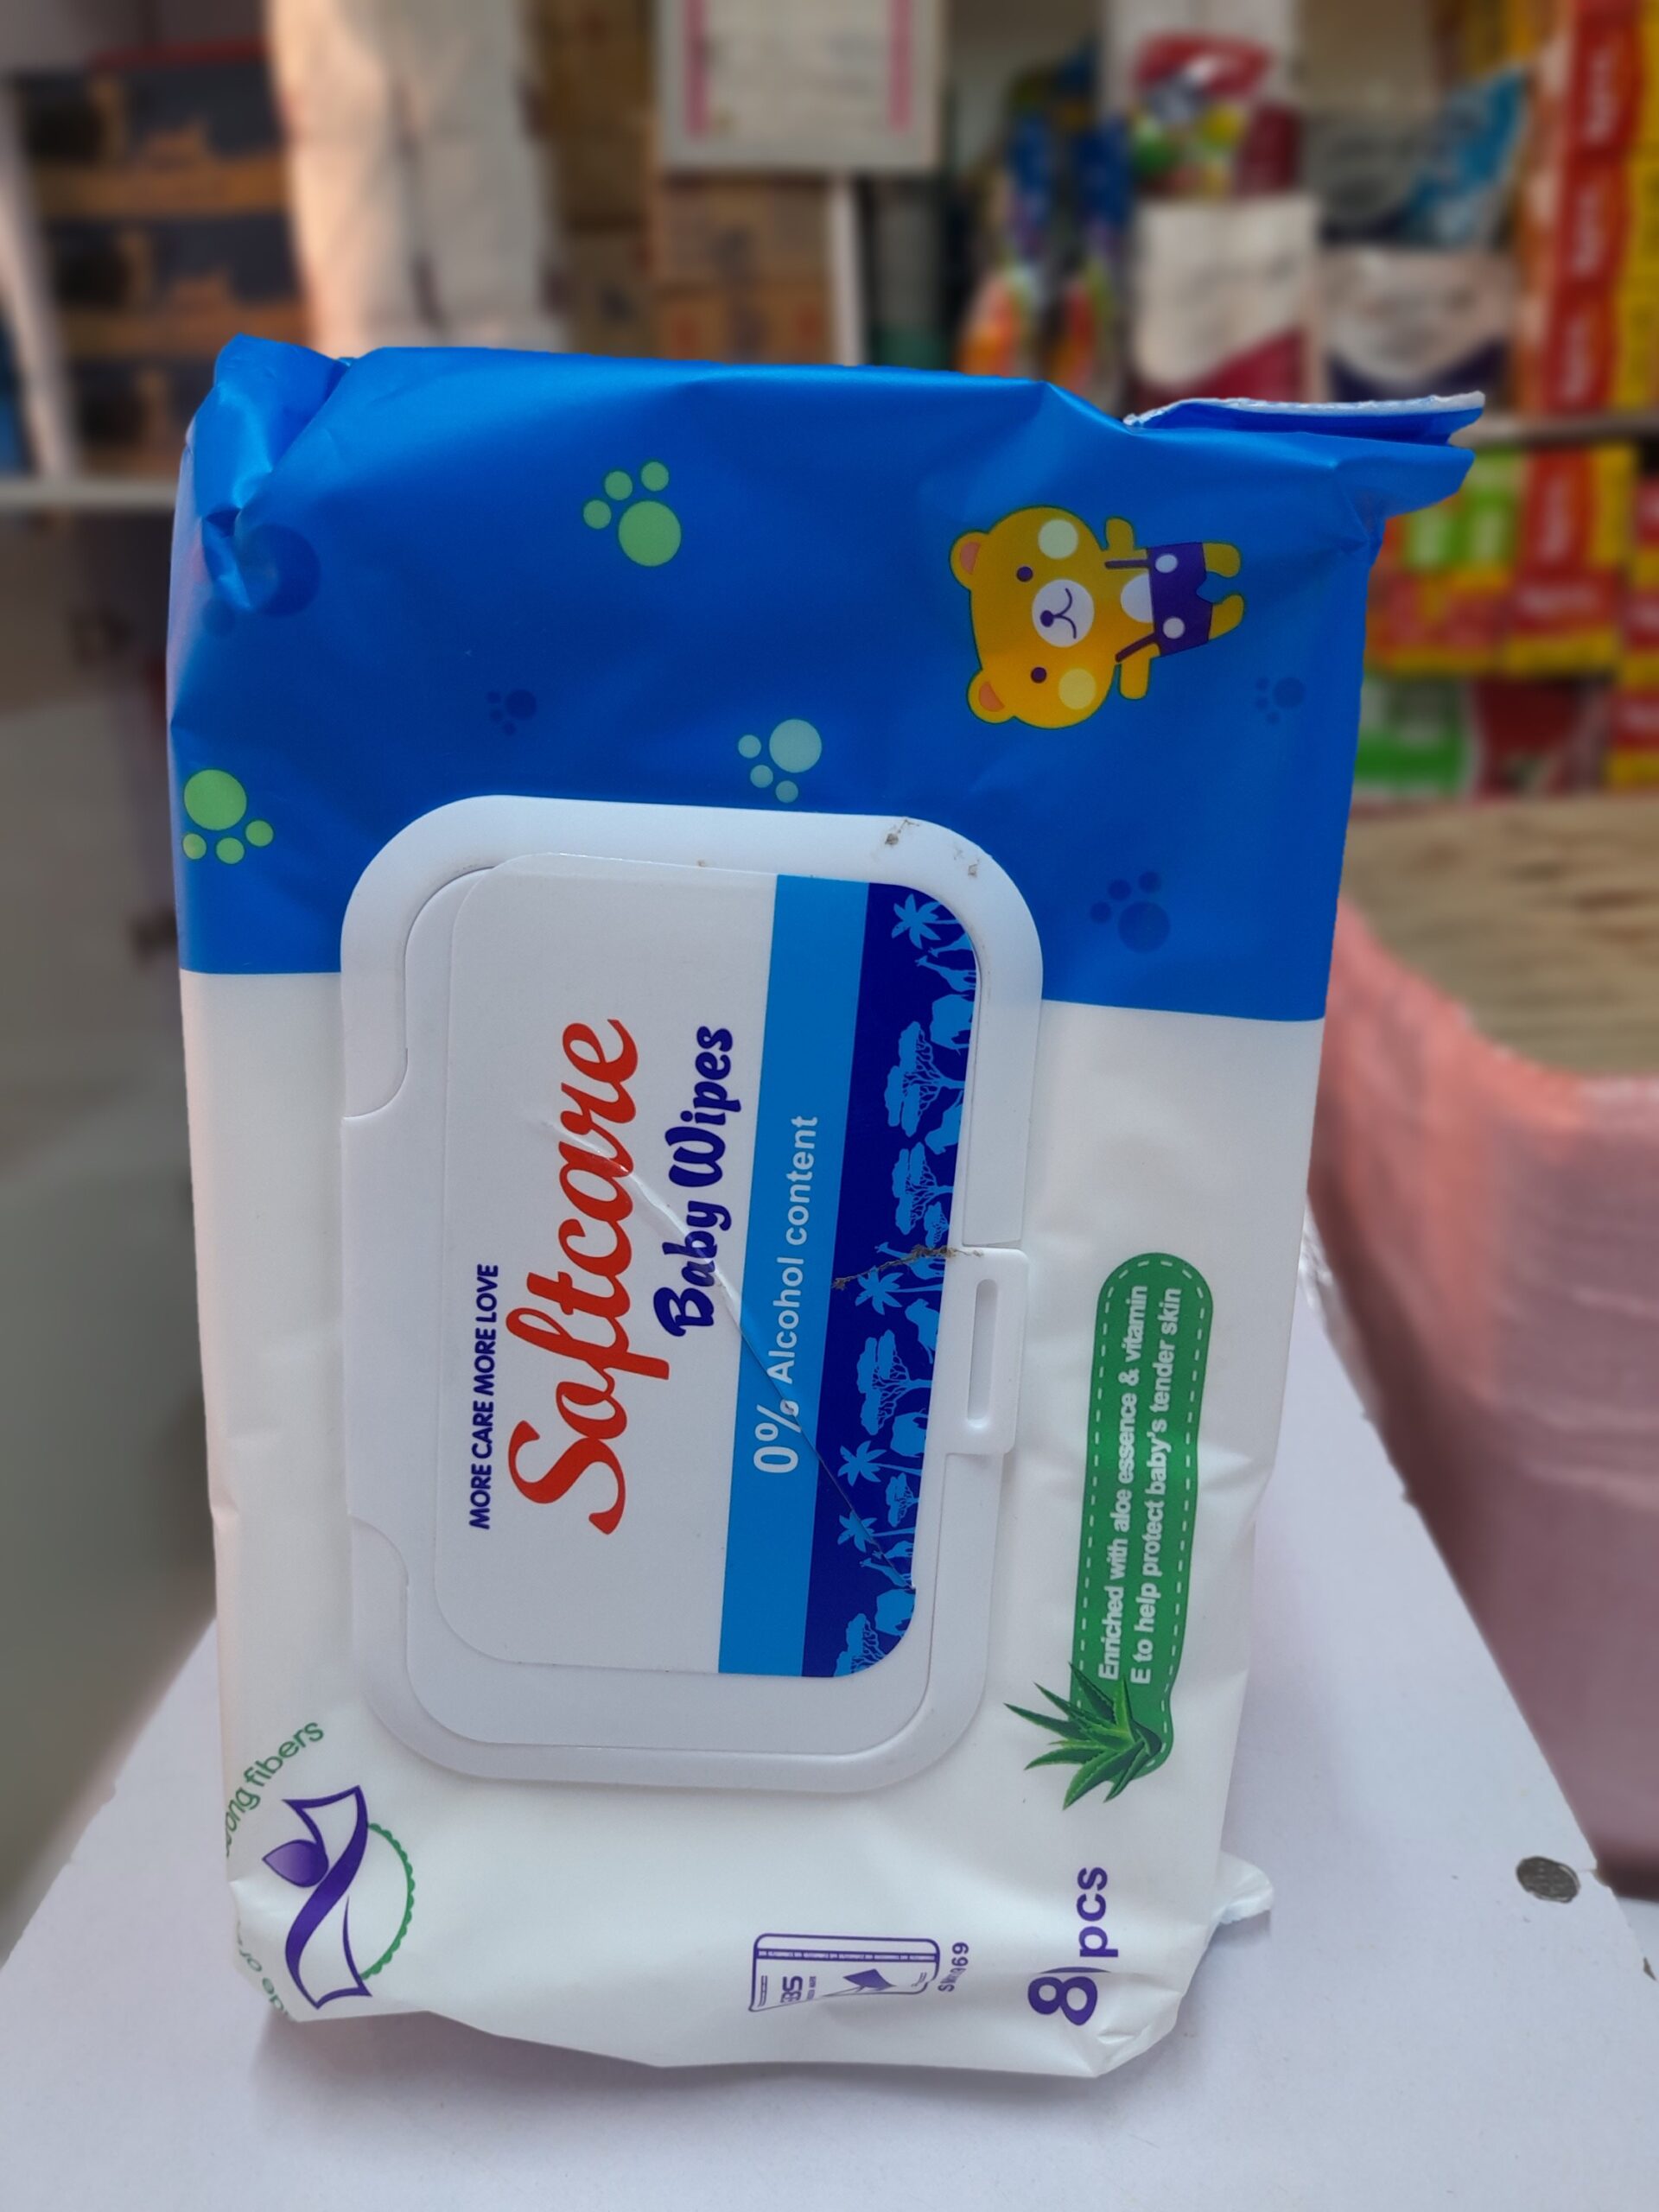 MORE CARE MORE LOVE
Softcare
Baby Wipes
0% Alcohol content
Enriched with aloe essence & vitamin
E to help protect baby's tender skin
pcs
fibers